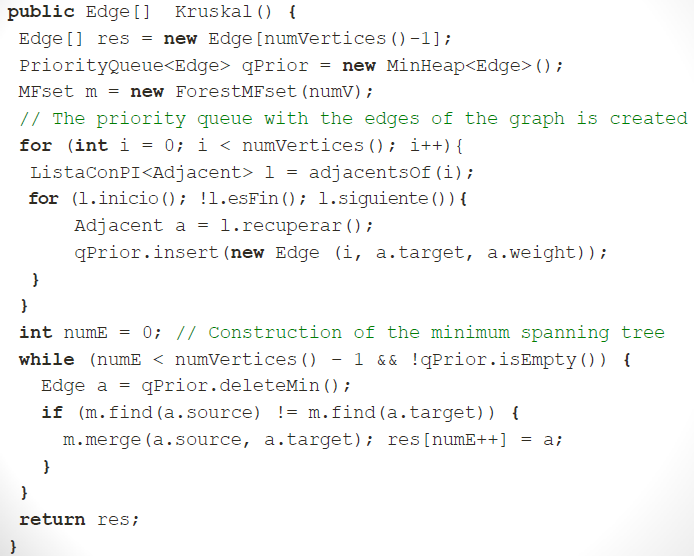 public Edge[] Kruskal() {
Edge[] res = new Edge[numVertices()-1];
PriorityQueue<Edge> qPrior = new MinHeap<Edge>();
MFset m = new ForestMFset(numV);
// The priority queue with the edges of the graph is created
for (int i = 0; i < numVertices(); i++){
ListaConPI<Adjacent> l = adjacentsOf(i);
for (l.inicio(); !l.esFin(); l.siguiente()){
Adjacent a = l.recuperar();
qPrior.insert(new Edge (i, a.target, a.weight));
}
}
int numE = 0; // Construction of the minimum spanning tree
while (numE < numVertices() - 1 && !qPrior.isEmpty()) {
Edge a = qPrior.deleteMin();
if (m.find(a.source) != m.find(a.target)) {
m.merge(a.source, a.target); res[numE++] = a;
}
}
return res;
}